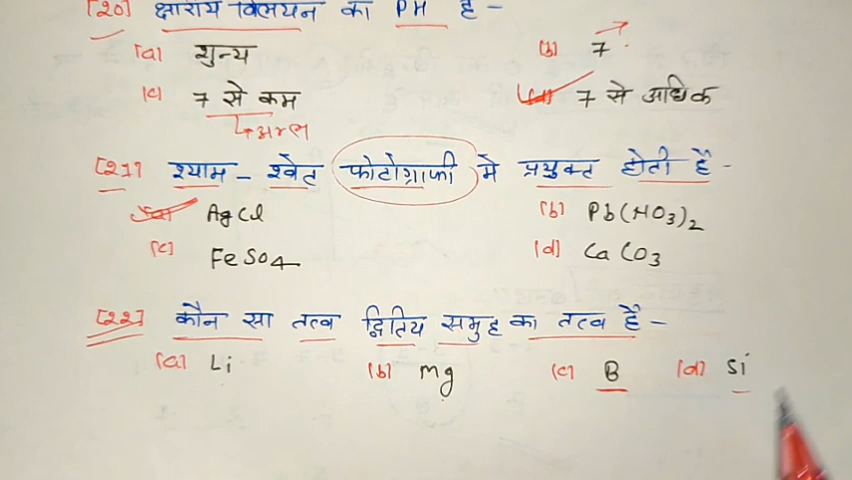 [20] क्षारीय विलयन का PH है -
(a) शुन्य (b) 7
(c) 7 से कम 7 से अधिक
अम्ल
[21] श्याम - श्वेत फोटोग्राफी मे प्रयुक्त होती है -
AgCl (b) Pb(NO3)2
(c) FeSO4 (d) CaCO3
[22] कौन सा तत्व द्वितिय समुह का तत्व है -
(a) Li (b) Mg (c) B (d) Si